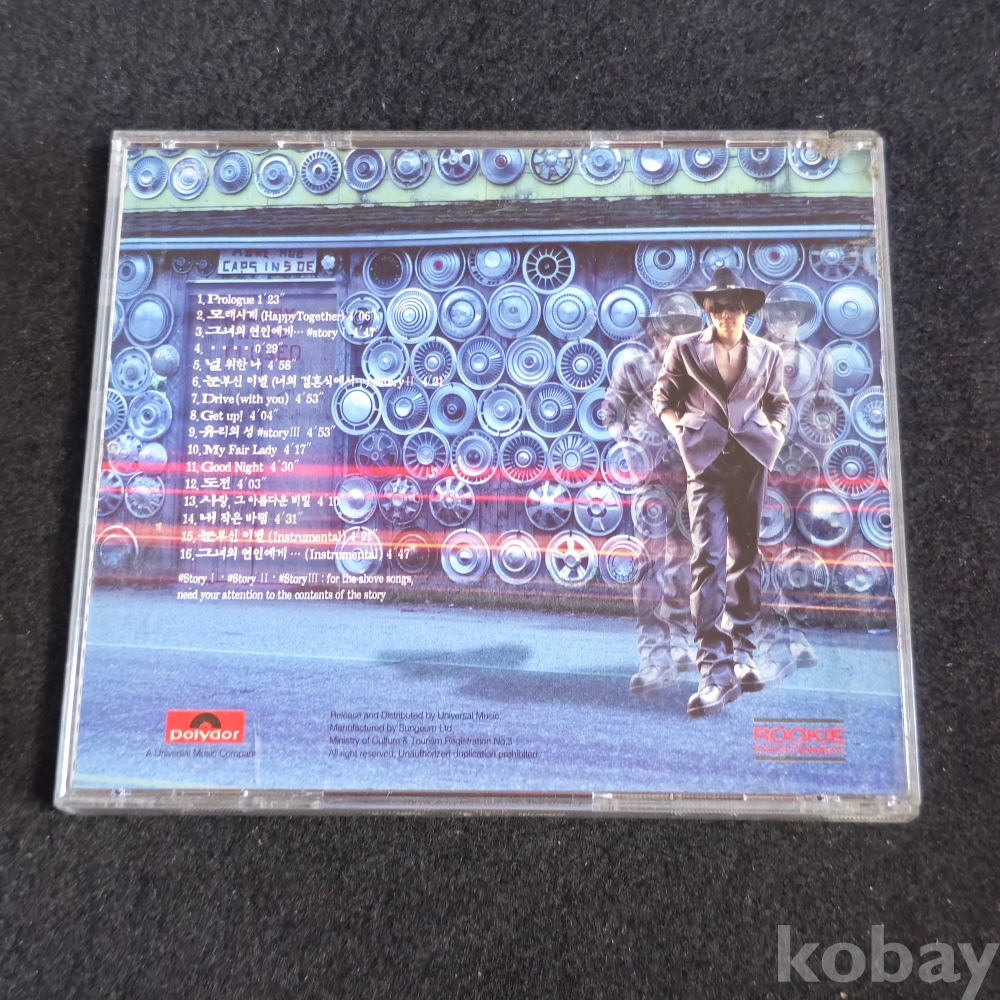 MORE HUB
CAPS INSIDE
1. Prologue 1´23˝
2. 모래시계 (HappyTogether) 4´06˝
3. 그녀의 연인에게… #story Ⅰ 4´47˝
4. ···· 0´29˝
5. 널 위한 나 4´58˝
6. 눈부신 이별 (너의 결혼식에서…) #story Ⅱ 4´21˝
7. Drive (with you) 4´53˝
8. Get up! 4´04˝
9. 유리의 성 #story Ⅲ 4´53˝
10. My Fair Lady 4´17˝
11. Good Night 4´30˝
12. 도전 4´03˝
13. 사랑, 그 아름다운 비밀 4´10
14. 내 작은 바램 4´31˝
15. 눈부신 이별 (Instrumental) 4´21˝
16. 그녀의 연인에게… (Instrumental) 4´47˝
#Story Ⅰ · #Story Ⅱ · #Story Ⅲ : for the above songs,
need your attention to the contents of the story
polydor
A Universal Music Company
Release and Distributed by Universal Music.
Manufactured by Sungeum Ltd.
Ministry of Culture & Tourism Registration No.3
All right reserved, Unauthorized duplication prohibited.
ROOKIE
ENTERTAINMENT
kobay